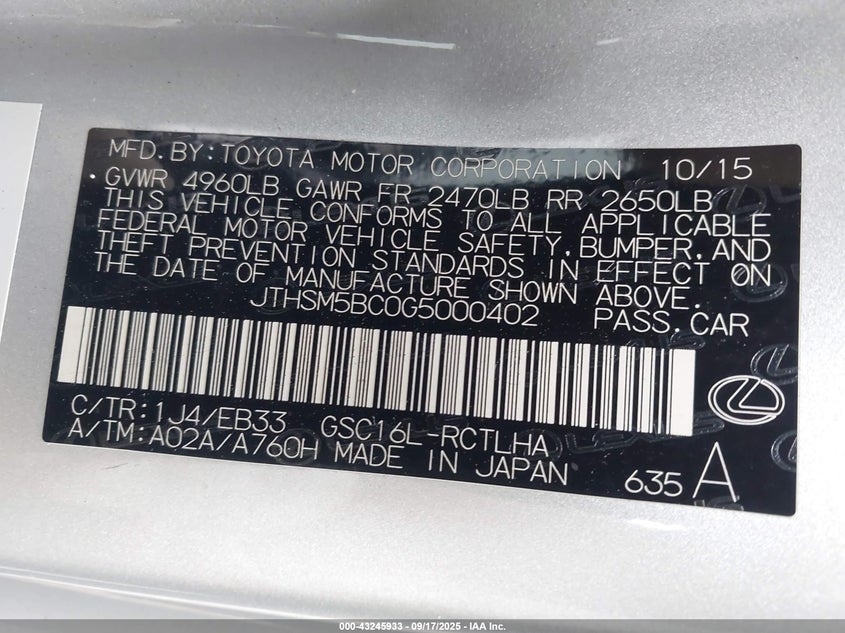 MFD.BY:TOYOTA MOTOR CORPORATION 10/15
GVWR 4960LB GAWR FR 2470LB RR 2650LB
THIS VEHICLE CONFORMS TO ALL APPLICABLE
FEDERAL MOTOR VEHICLE SAFETY,BUMPER,AND
THEFT PREVENTION STANDARDS IN EFFECT ON
THE DATE OF MANUFACTURE SHOWN ABOVE.
JTHSM5BC0G5000402 PASS.CAR
C/TR:1J4/EB33 GSC16L-RCTLHA
A/TM:A02A/A760H MADE IN JAPAN
635 A
000-43245933 - 09/17/2025 - IAA Inc.